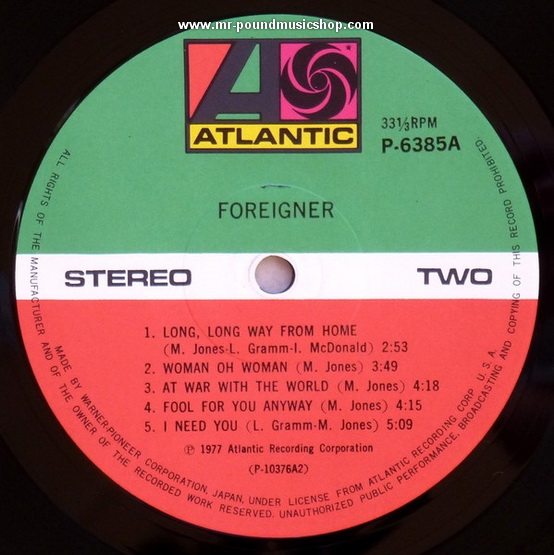 www.mr-poundmusicshop.com
ATLANTIC
33⅓RPM
P-6385A
FOREIGNER
STEREO
TWO
1. LONG, LONG WAY FROM HOME
(M. Jones-L. Gramm-I. McDonald) 2:53
2. WOMAN OH WOMAN (M. Jones) 3:49
3. AT WAR WITH THE WORLD (M. Jones) 4:18
4. FOOL FOR YOU ANYWAY (M. Jones) 4:15
5. I NEED YOU (L. Gramm-M. Jones) 5:09
℗ 1977 Atlantic Recording Corporation
(P-10376A2)
MADE BY WARNER-PIONEER CORPORATION, JAPAN, UNDER LICENSE FROM ATLANTIC RECORDING CORP. U.S.A.
ALL RIGHTS OF THE MANUFACTURER AND OF THE OWNER OF THE RECORDED WORK RESERVED. UNAUTHORIZED PUBLIC PERFORMANCE, BROADCASTING AND COPYING OF THIS RECORD PROHIBITED.